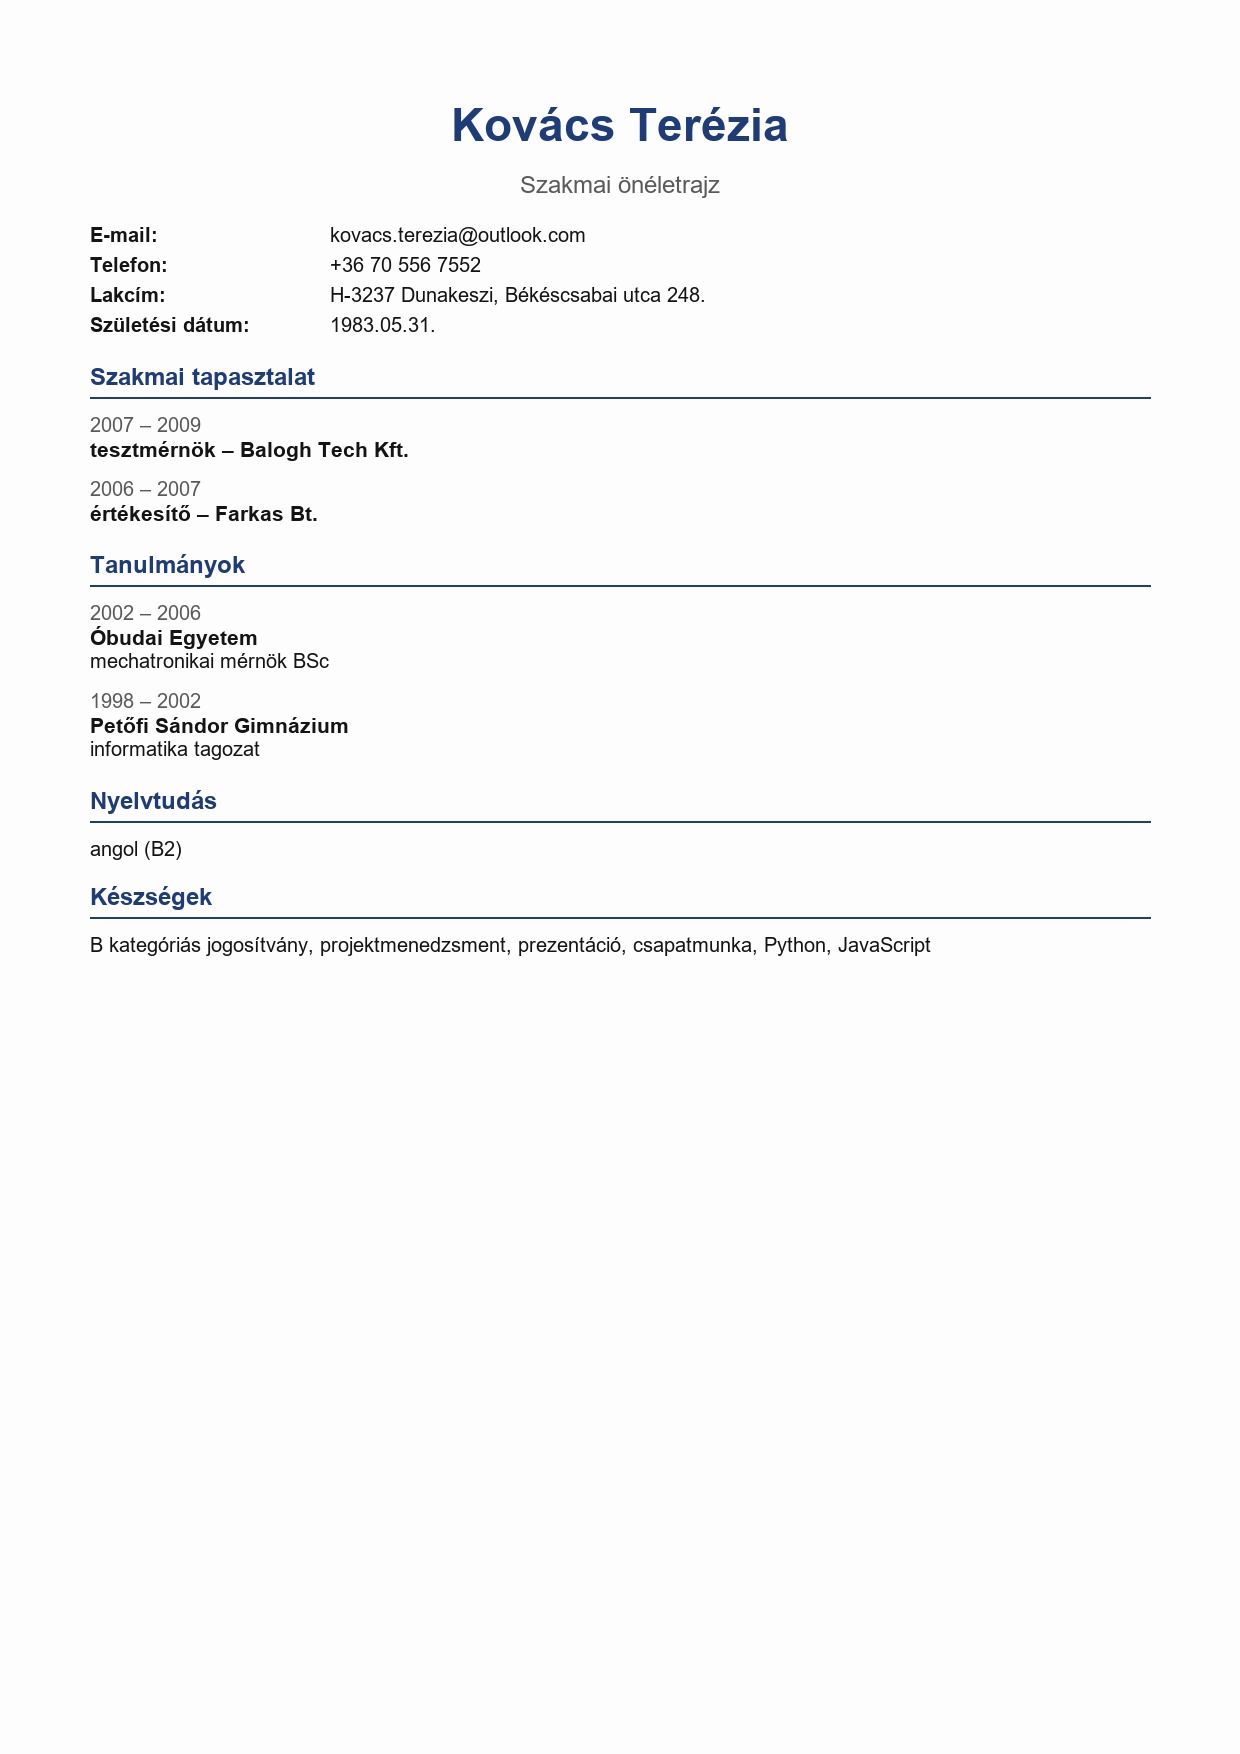 Kovács Terézia
Szakmai önéletrajz
E-mail: kovacs.terezia@outlook.com
Telefon: +36 70 556 7552
Lakcím: H-3237 Dunakeszi, Békéscsabai utca 248.
Születési dátum: 1983.05.31.
Szakmai tapasztalat
2007 – 2009
tesztmérnök – Balogh Tech Kft.
2006 – 2007
értékesítő – Farkas Bt.
Tanulmányok
2002 – 2006
Óbudai Egyetem
mechatronikai mérnök BSc
1998 – 2002
Petőfi Sándor Gimnázium
informatika tagozat
Nyelvtudás
angol (B2)
Készségek
B kategóriás jogosítvány, projektmenedzsment, prezentáció, csapatmunka, Python, JavaScript